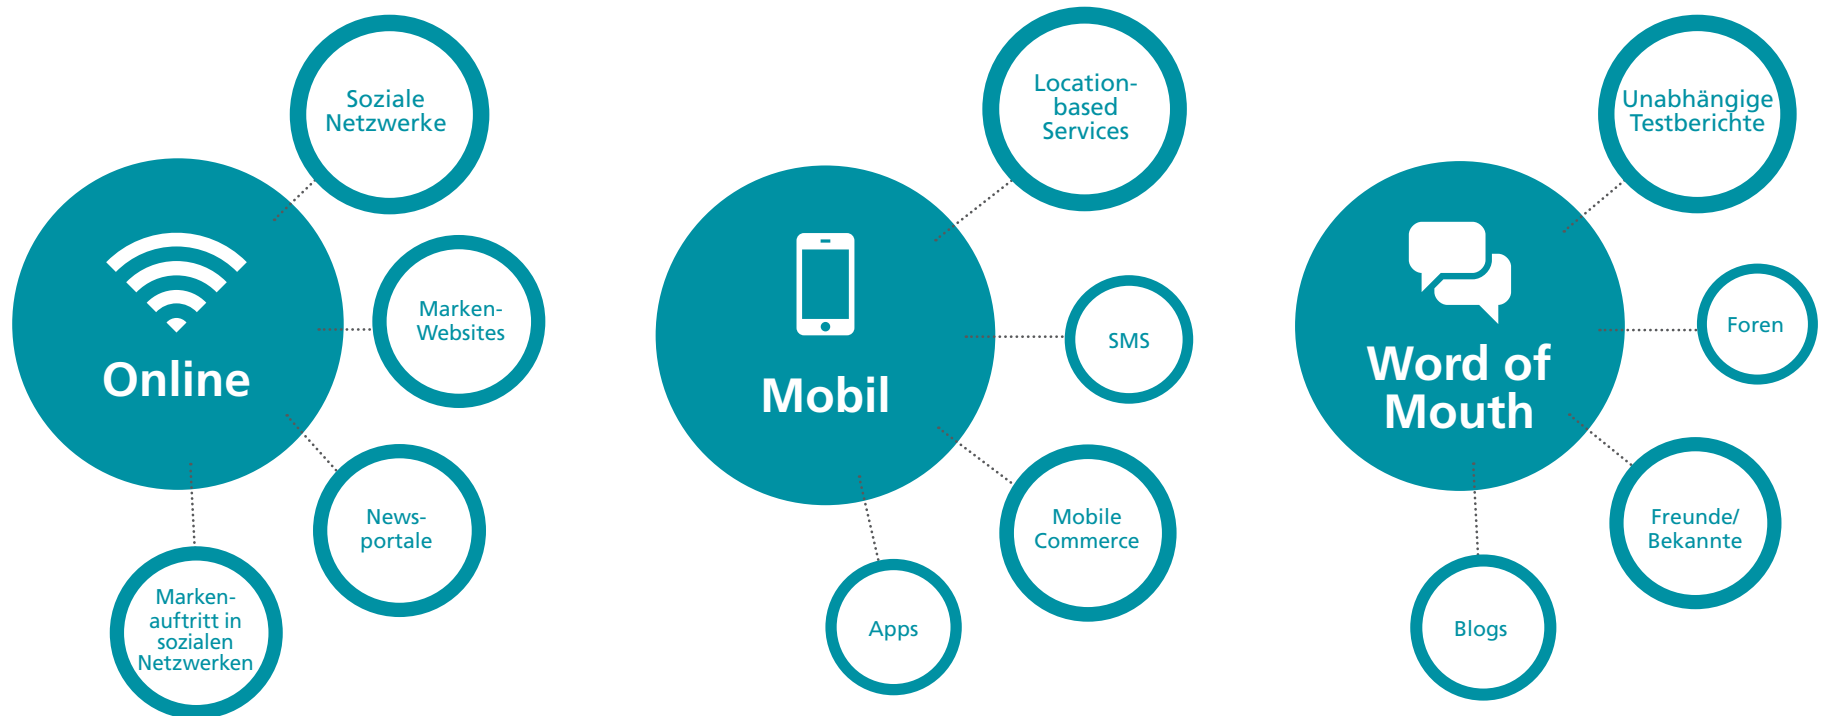 Soziale
Netzwerke
Marken-
Websites
Online
News-
portale
Marken-
auftritt in
sozialen
Netzwerken
Location-
based
Services
SMS
Mobil
Mobile
Commerce
Apps
Unabhängige
Testberichte
Foren
Word of
Mouth
Freunde/
Bekannte
Blogs